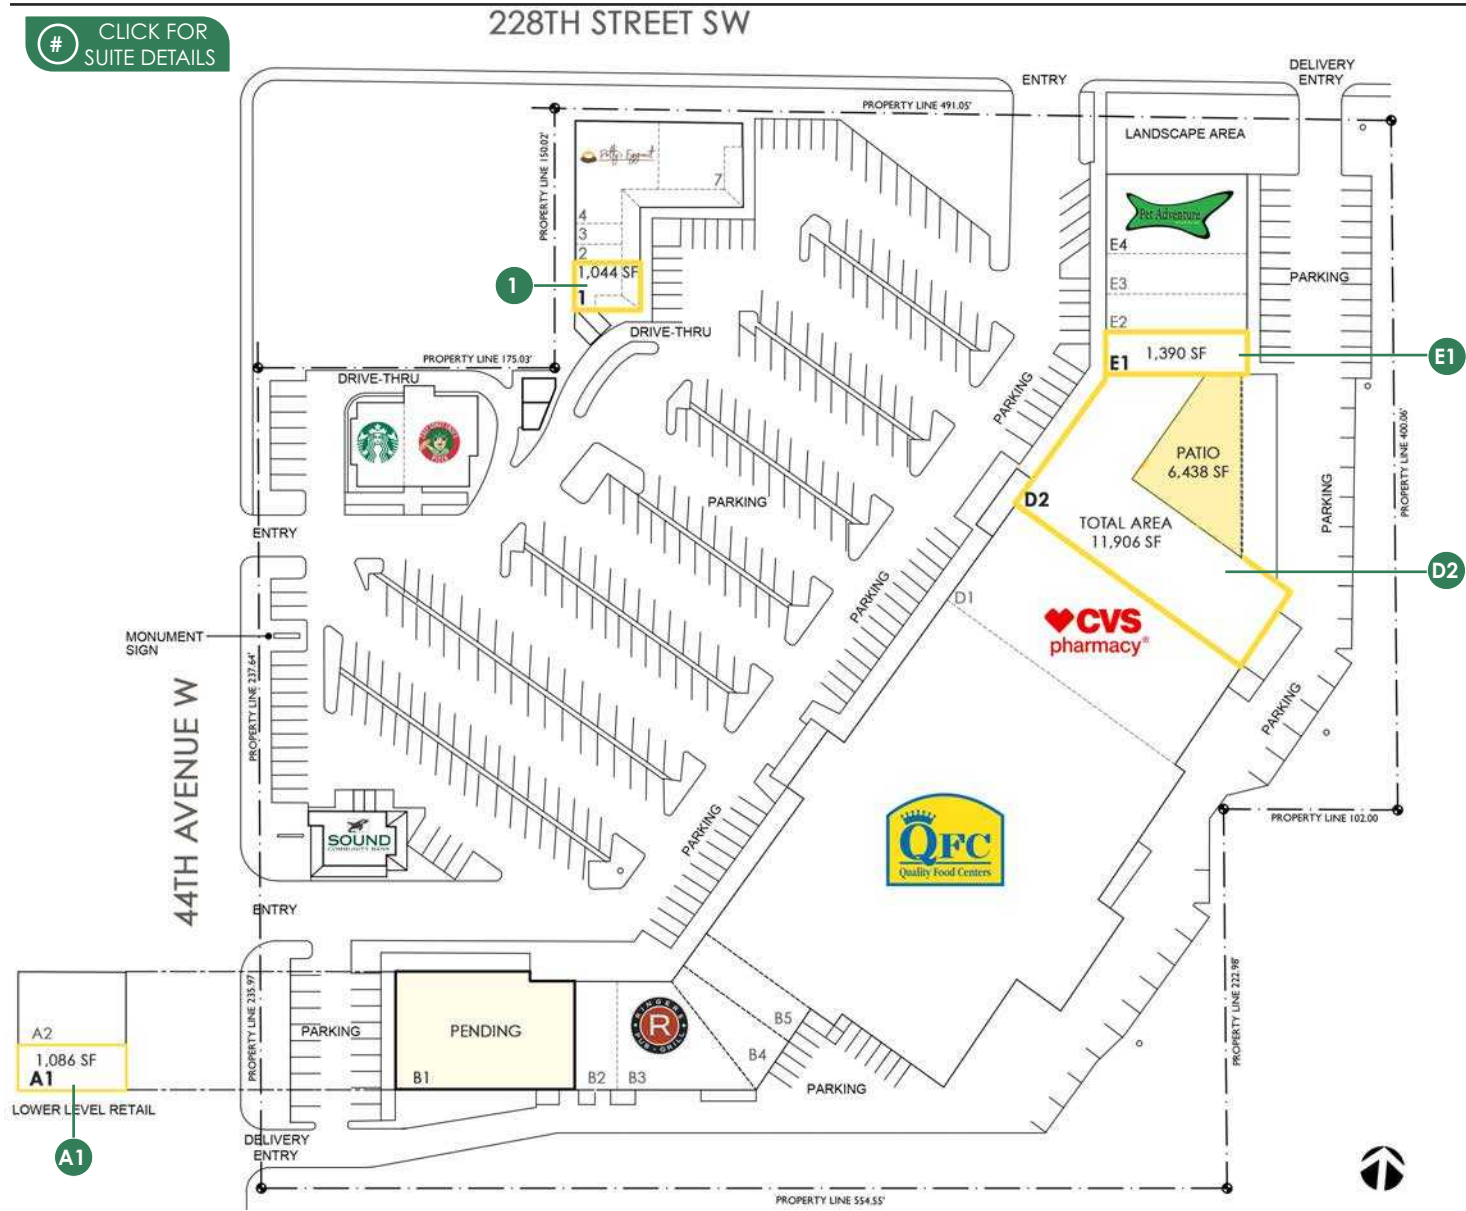 228TH STREET SW
#
CLICK FOR
SUITE DETAILS
DELIVERY
ENTRY
ENTRY
PROPERTY LINE 491.05'
LANDSCAPE AREA
PROPERTY LINE 150.02'
7
4
3
2
1,044 SF
1
1
Pet Adventure
E4
E3
E2
PARKING
E1
1,390 SF
E1
DRIVE-THRU
PROPERTY LINE 175.03'
DRIVE-THRU
PARKING
PROPERTY LINE 400.06'
PATIO
6,438 SF
D2
TOTAL AREA
11,906 SF
PARKING
PARKING
D2
ENTRY
PARKING
D1
CVS
pharmacy®
MONUMENT
SIGN
PROPERTY LINE 237.64'
44TH AVENUE W
PARKING
PROPERTY LINE 102.00
PARKING
SOUND
COMMUNITY BANK
QFC
Quality Food Centers
ENTRY
PROPERTY LINE 235.97
PROPERTY LINE 222.98'
A2
1,086 SF
A1
LOWER LEVEL RETAIL
A1
PARKING
PENDING
B1
B2
B3
RINGERS
R
PUB - GRILL
B5
B4
PARKING
DELIVERY
ENTRY
PROPERTY LINE 554.55'